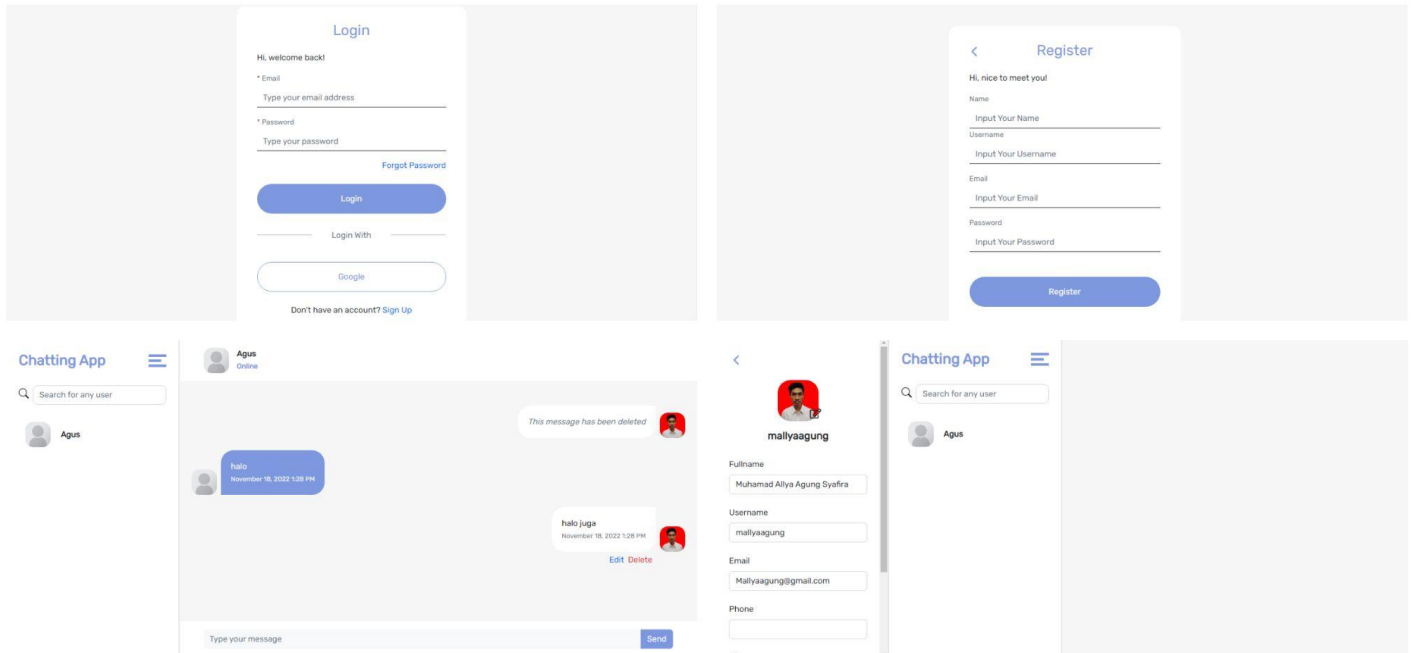 Login
Hi, welcome back!
* Email
Type your email address
* Password
Type your password
Forgot Password
Login
Login With
Google
Don't have an account? Sign Up
Register
Hi, nice to meet you!
Name
Input Your Name
Username
Input Your Username
Email
Input Your Email
Password
Input Your Password
Register
Chatting App
Search for any user
Agus
Agus
Online
This message has been deleted
halo
November 18, 2022 1:28 PM
halo juga
November 18, 2022 1:28 PM
Edit Delete
Type your message
Send
mallyaagung
Fullname
Muhamad Allya Agung Syafira
Username
mallyaagung
Email
Mallyaagung@gmail.com
Phone
Chatting App
Search for any user
Agus